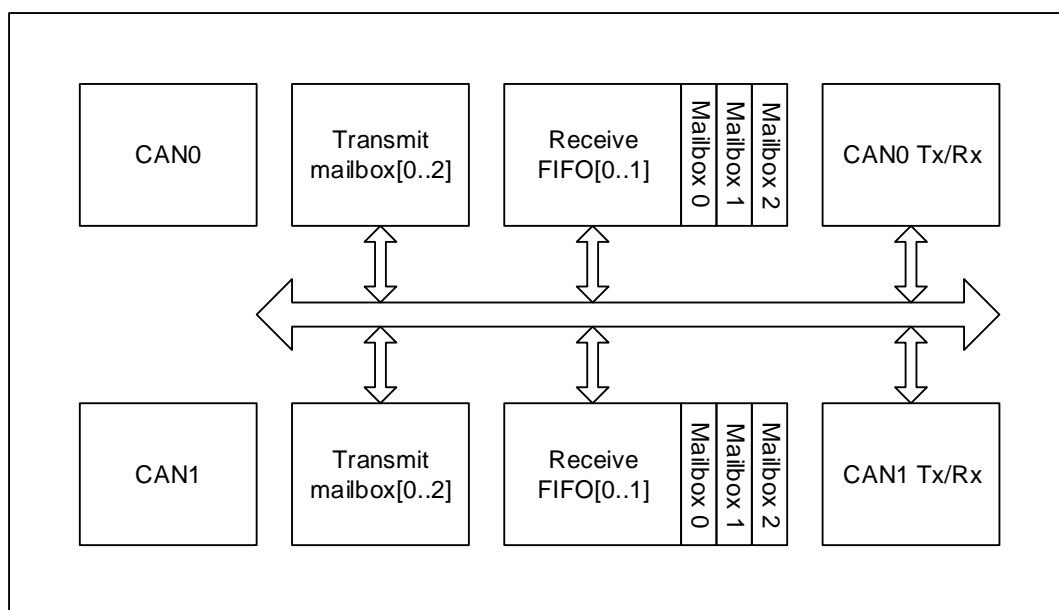 CAN0
Transmit
mailbox[0..2]
Receive
FIFO[0..1]
Mailbox 0
Mailbox 1
Mailbox 2
CAN0 Tx/Rx
CAN1
Transmit
mailbox[0..2]
Receive
FIFO[0..1]
Mailbox 0
Mailbox 1
Mailbox 2
CAN1 Tx/Rx